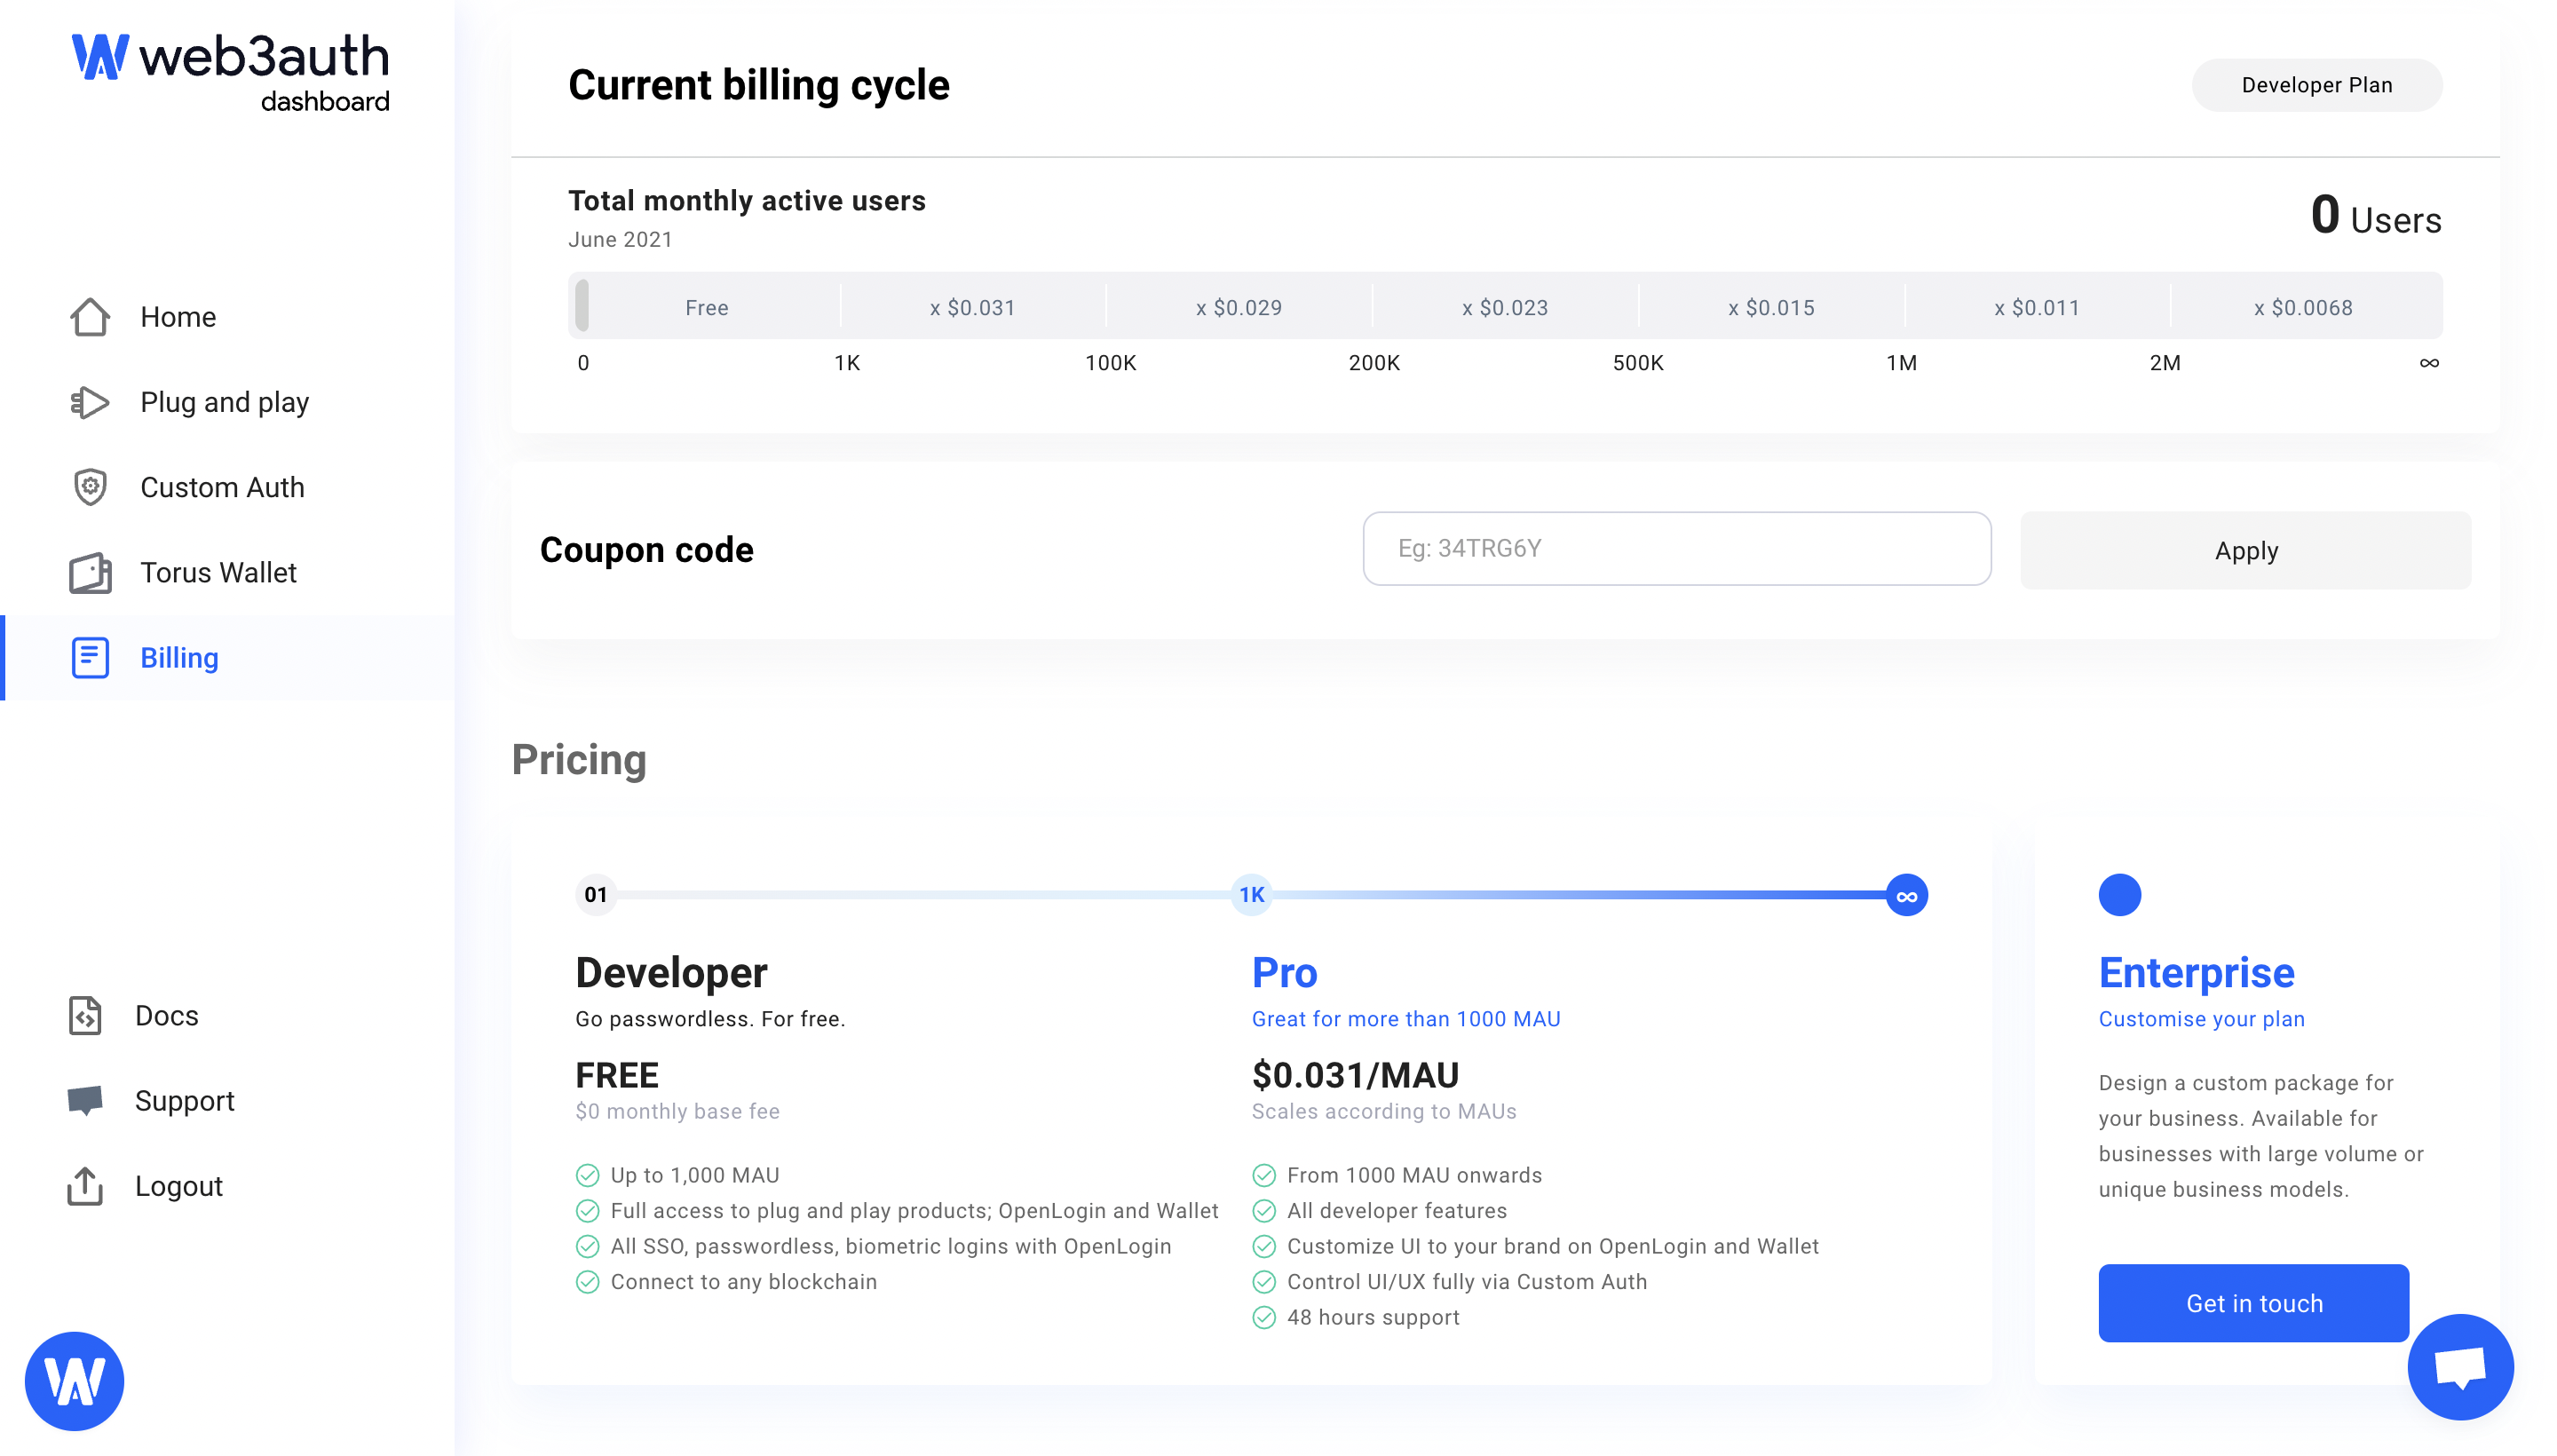 web3auth
dashboard
Home
Plug and play
Custom Auth
Torus Wallet
Billing
Docs
Support
Logout
Current billing cycle
Developer Plan
Total monthly active users
June 2021
0 Users
Free
x $0.031
x $0.029
x $0.023
x $0.015
x $0.011
x $0.0068
0
1K
100K
200K
500K
1M
2M
∞
Coupon code
Eg: 34TRG6Y
Apply
Pricing
01
1K
∞
Developer
Go passwordless. For free.
FREE
$0 monthly base fee
Up to 1,000 MAU
Full access to plug and play products; OpenLogin and Wallet
All SSO, passwordless, biometric logins with OpenLogin
Connect to any blockchain
Pro
Great for more than 1000 MAU
$0.031/MAU
Scales according to MAUs
From 1000 MAU onwards
All developer features
Customize UI to your brand on OpenLogin and Wallet
Control UI/UX fully via Custom Auth
48 hours support
Enterprise
Customise your plan
Design a custom package for
your business. Available for
businesses with large volume or
unique business models.
Get in touch